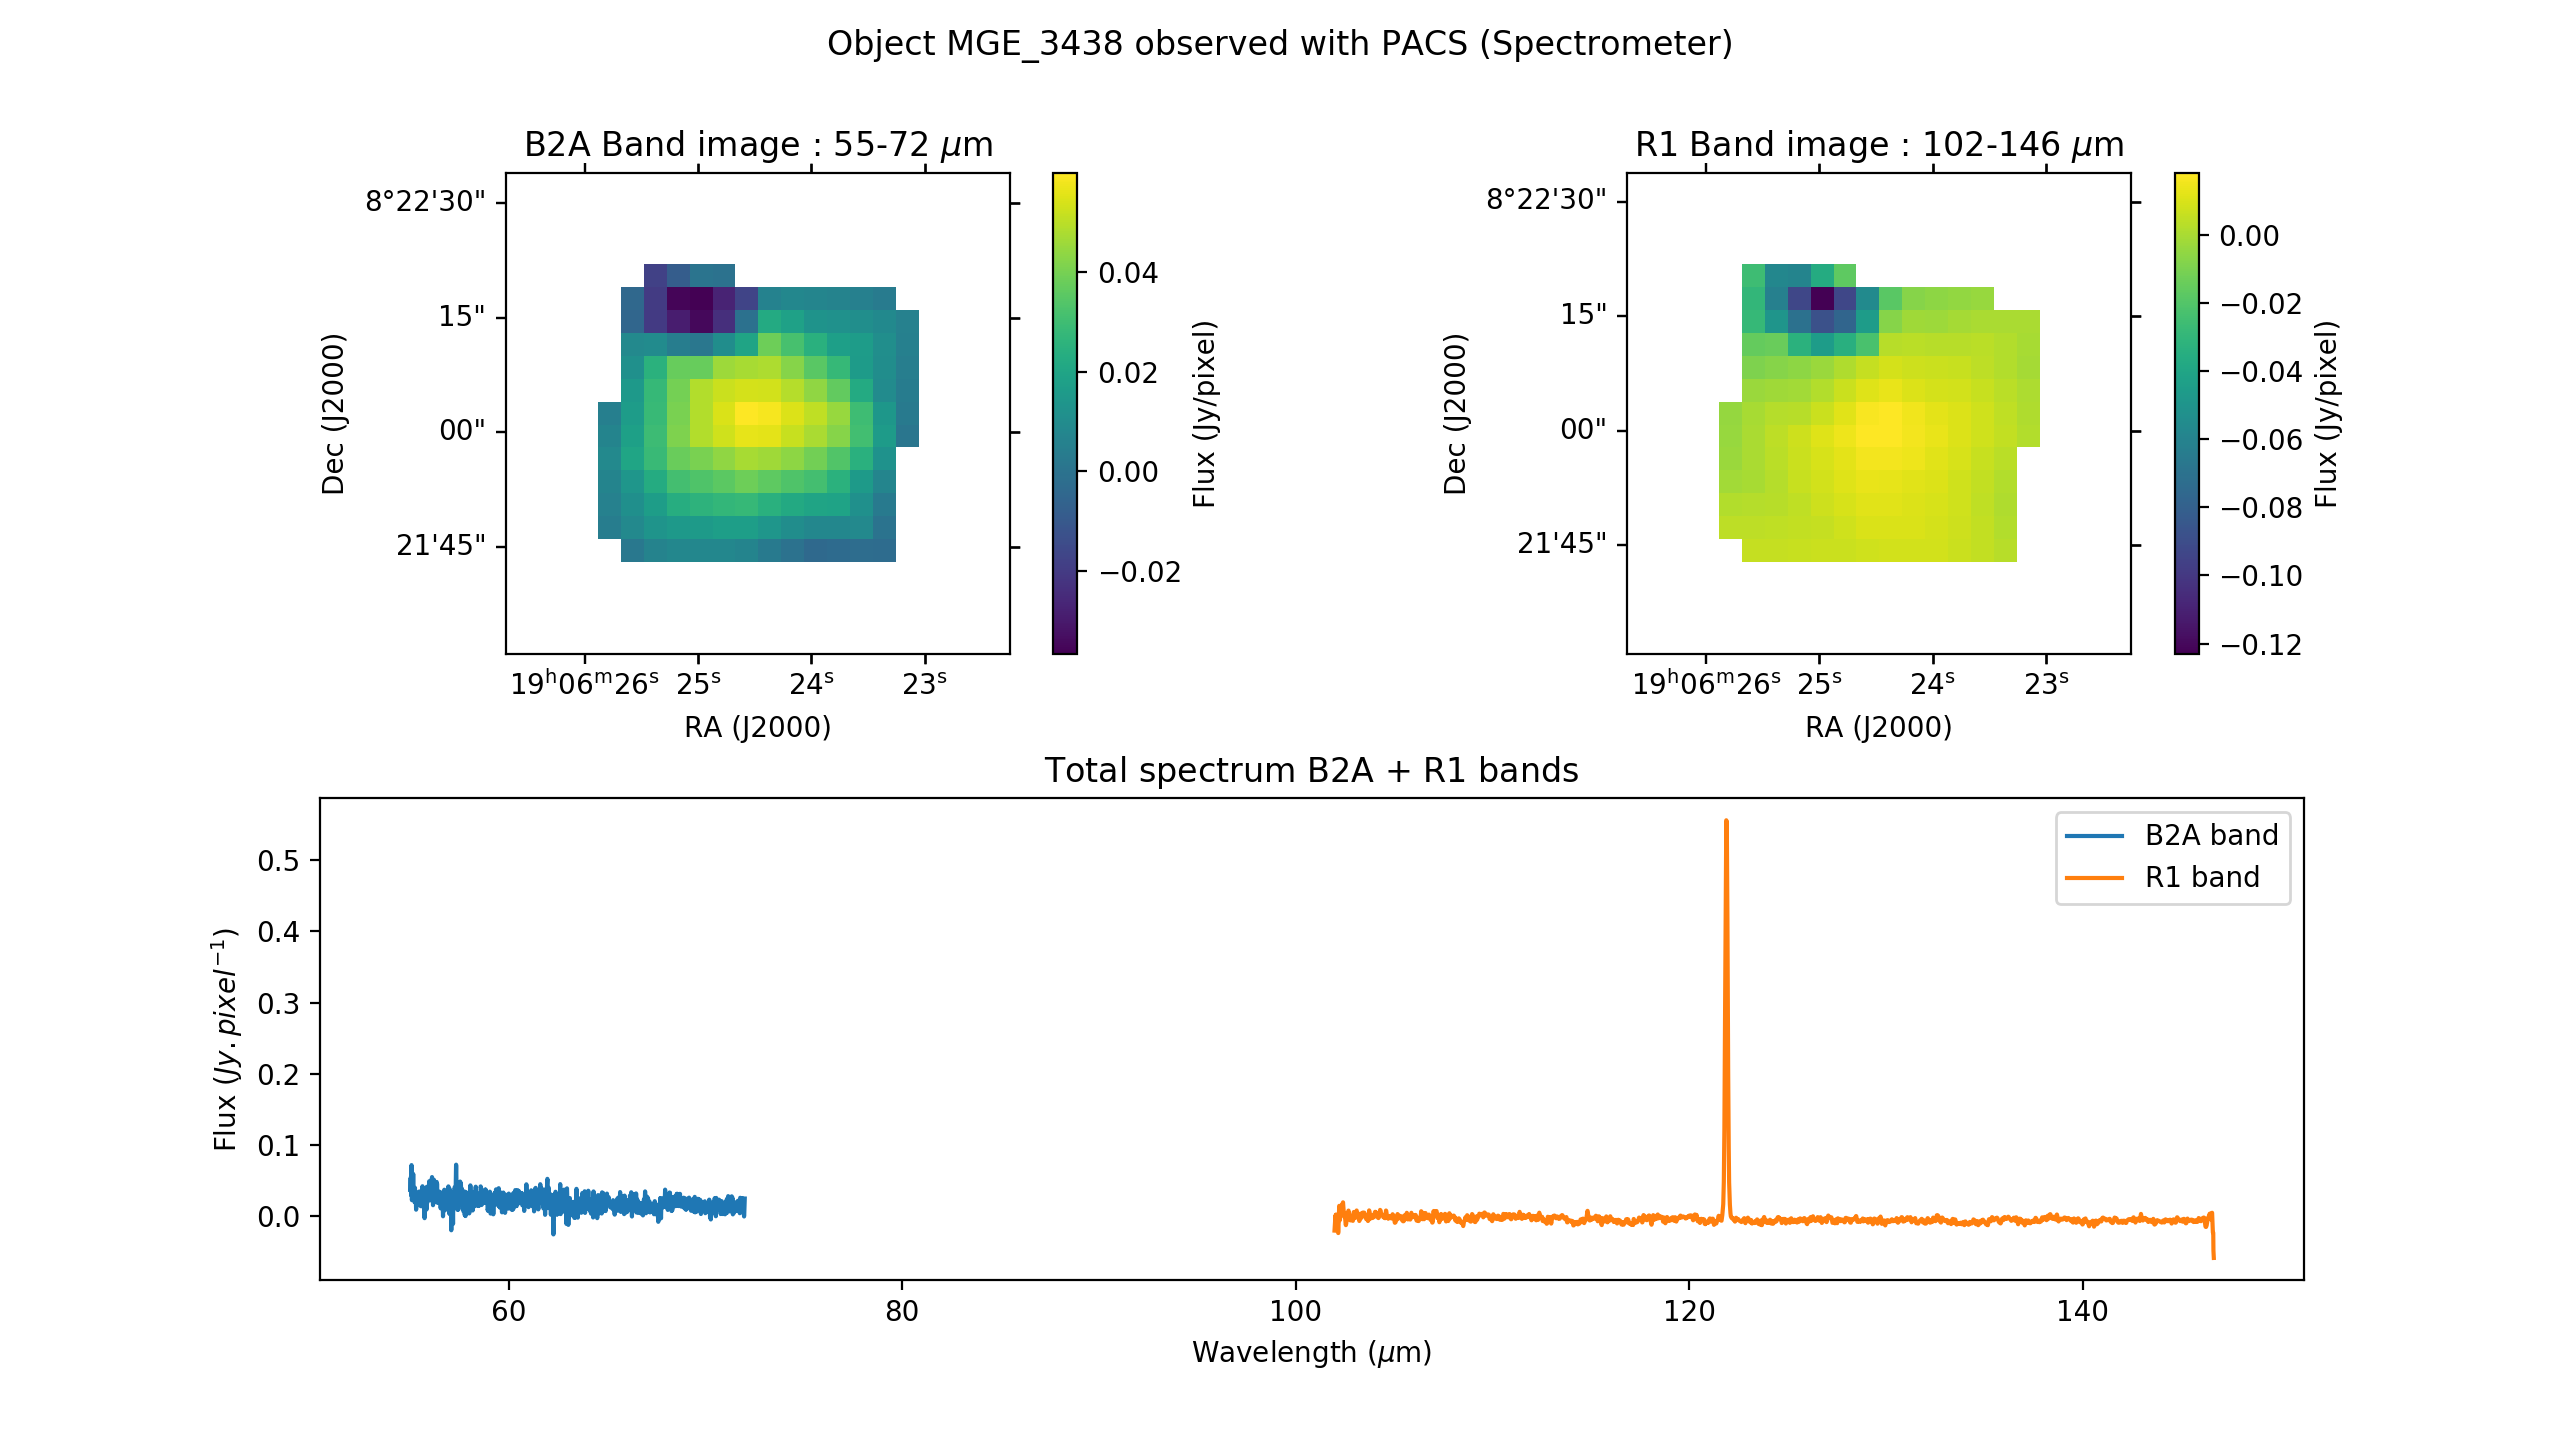 Object MGE_3438 observed with PACS (Spectrometer)
B2A Band image : 55-72 μm
8°22'30"
15"
00"
21'45"
Dec (J2000)
19ʰ06ᵐ26ˢ 25ˢ 24ˢ 23ˢ
RA (J2000)
0.04
0.02
0.00
−0.02
Flux (Jy/pixel)
R1 Band image : 102-146 μm
8°22'30"
15"
00"
21'45"
Dec (J2000)
19ʰ06ᵐ26ˢ 25ˢ 24ˢ 23ˢ
RA (J2000)
0.00
−0.02
−0.04
−0.06
−0.08
−0.10
−0.12
Flux (Jy/pixel)
Total spectrum B2A + R1 bands
B2A band
R1 band
0.5
0.4
0.3
0.2
0.1
0.0
Flux (Jy.pixel⁻¹)
60 80 100 120 140
Wavelength (μm)